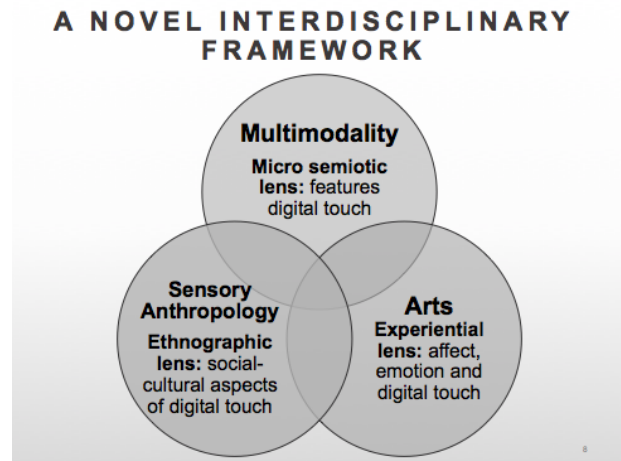 A NOVEL INTERDISCIPLINARY
FRAMEWORK
Multimodality
Micro semiotic
lens: features
digital touch
Sensory
Anthropology
Ethnographic
lens: social-
cultural aspects
of digital touch
Arts
Experiential
lens: affect,
emotion and
digital touch